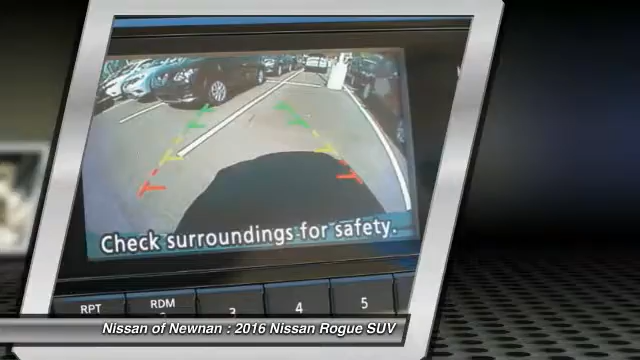 Check surroundings for safety.
RPT RDM 3 4 5
Nissan of Newnan : 2016 Nissan Rogue SUV